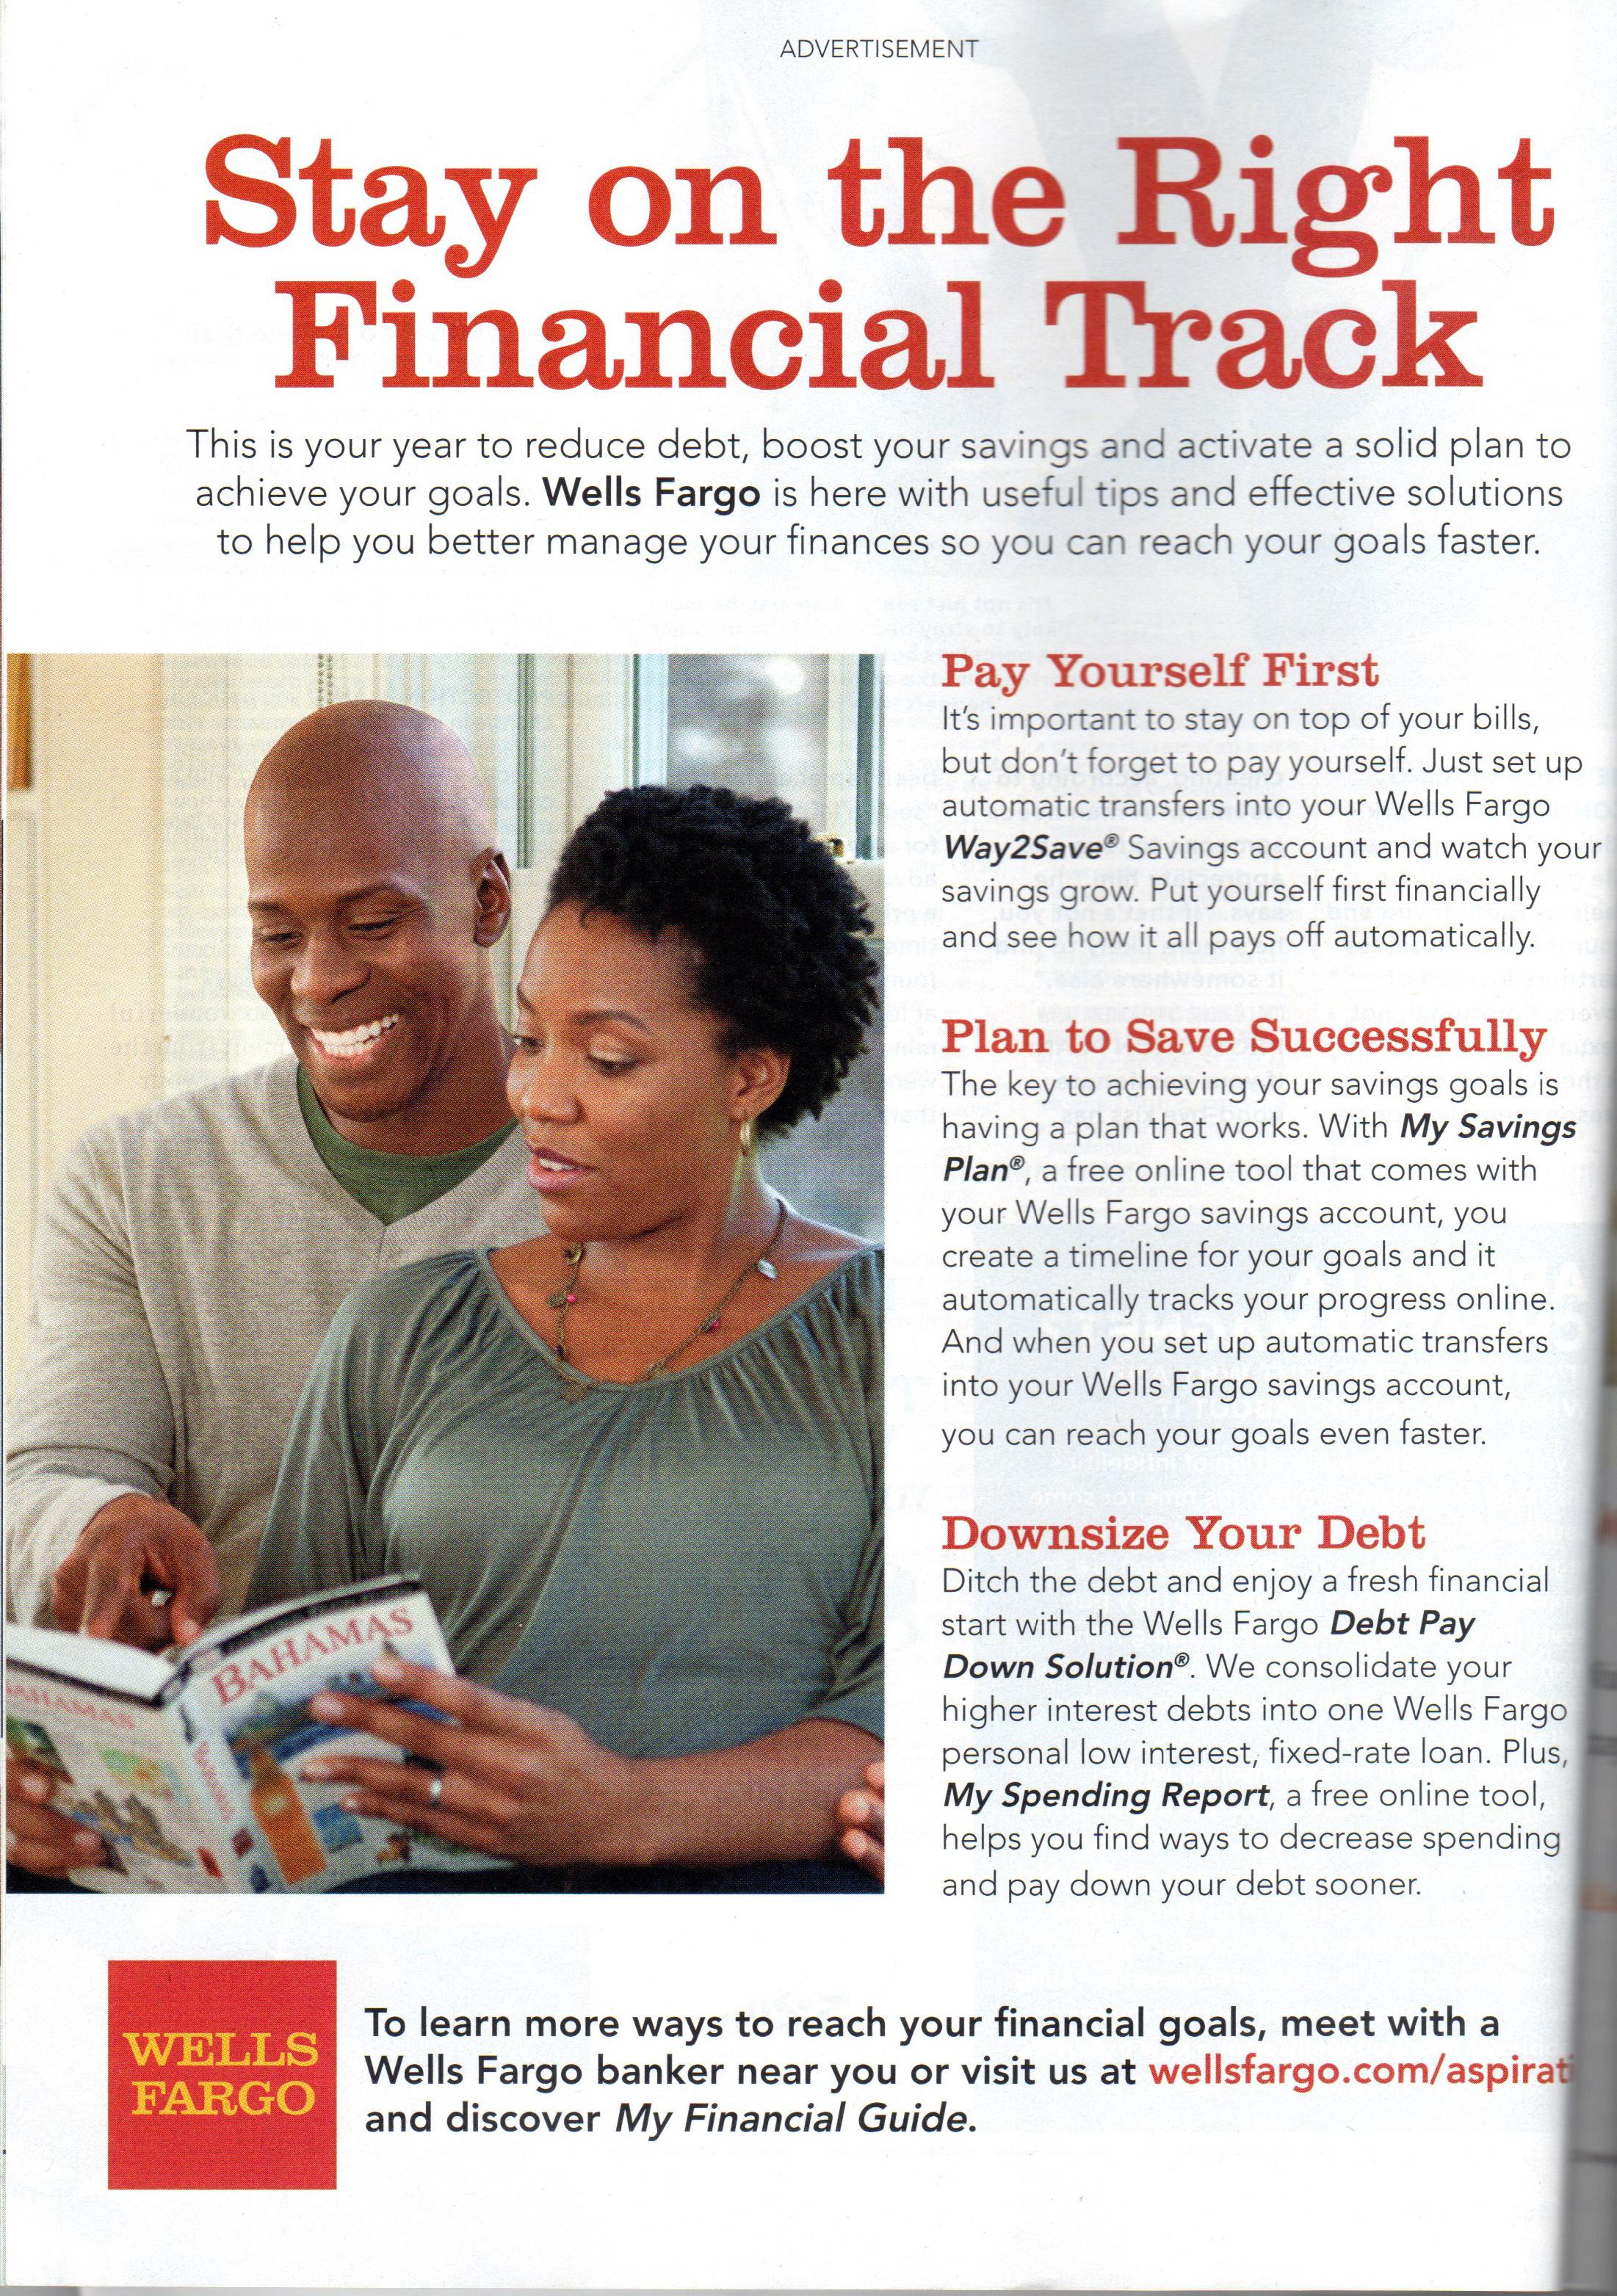 ADVERTISEMENT
Stay on the Right
Financial Track
This is your year to reduce debt, boost your savings and activate a solid plan to
achieve your goals. Wells Fargo is here with useful tips and effective solutions
to help you better manage your finances so you can reach your goals faster.
Pay Yourself First
It's important to stay on top of your bills,
but don't forget to pay yourself. Just set up
automatic transfers into your Wells Fargo
Way2Save® Savings account and watch your
savings grow. Put yourself first financially
and see how it all pays off automatically.
Plan to Save Successfully
The key to achieving your savings goals is
having a plan that works. With My Savings
Plan®, a free online tool that comes with
your Wells Fargo savings account, you
create a timeline for your goals and it
automatically tracks your progress online.
And when you set up automatic transfers
into your Wells Fargo savings account,
you can reach your goals even faster.
Downsize Your Debt
Ditch the debt and enjoy a fresh financial
start with the Wells Fargo Debt Pay
Down Solution®. We consolidate your
higher interest debts into one Wells Fargo
personal low interest, fixed-rate loan. Plus,
My Spending Report, a free online tool,
helps you find ways to decrease spending
and pay down your debt sooner.
BAHAMAS
BAHAMAS
BAHAMAS
WELLS
FARGO
To learn more ways to reach your financial goals, meet with a
Wells Fargo banker near you or visit us at wellsfargo.com/aspirati
and discover My Financial Guide.